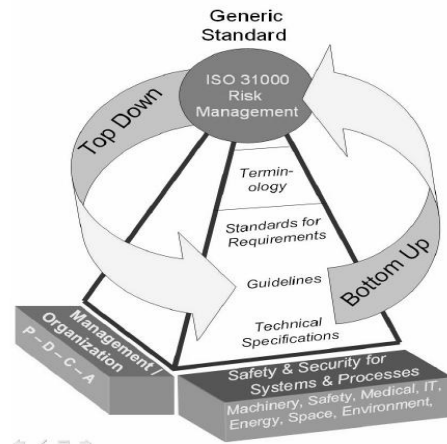 Generic
Standard
ISO 31000
Risk
Management
Top Down
Termin-
ology
Standards for
Requirements
Guidelines
Technical
Specifications
Bottom Up
Management /
Organization
P-D-C-A
Safety & Security for
Systems & Processes
Machinery, Safety, Medical, IT,
Energy, Space, Environment,